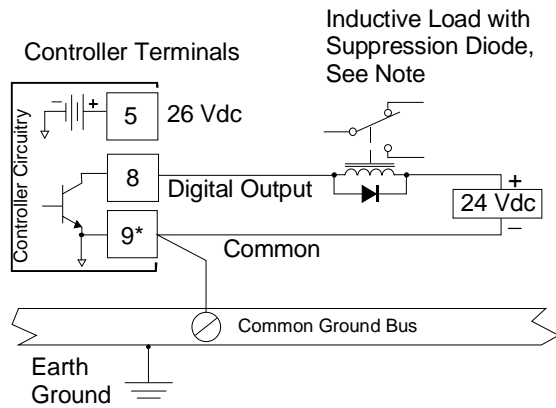 Inductive Load with
Suppression Diode,
See Note
Controller Terminals
Controller Circuitry
– +
5
26 Vdc
8
Digital Output
+
24 Vdc
–
9*
Common
Common Ground Bus
Earth
Ground